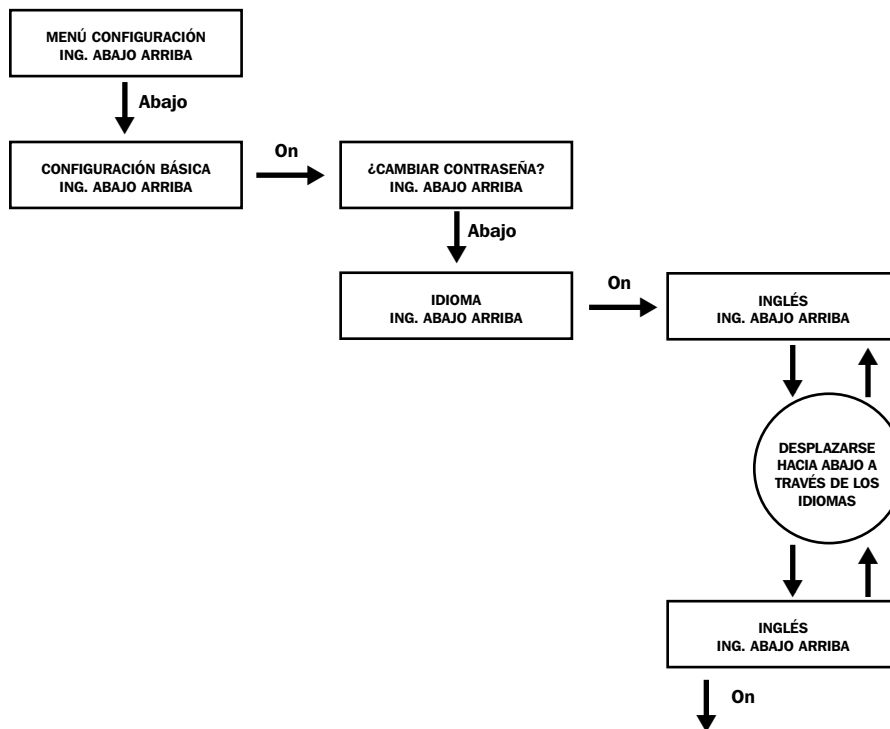 MENÚ CONFIGURACIÓN
ING. ABAJO ARRIBA
Abajo
CONFIGURACIÓN BÁSICA
ING. ABAJO ARRIBA
On
¿CAMBIAR CONTRASEÑA?
ING. ABAJO ARRIBA
Abajo
IDIOMA
ING. ABAJO ARRIBA
On
INGLÉS
ING. ABAJO ARRIBA
DESPLAZARSE
HACIA ABAJO A
TRAVÉS DE LOS
IDIOMAS
INGLÉS
ING. ABAJO ARRIBA
On